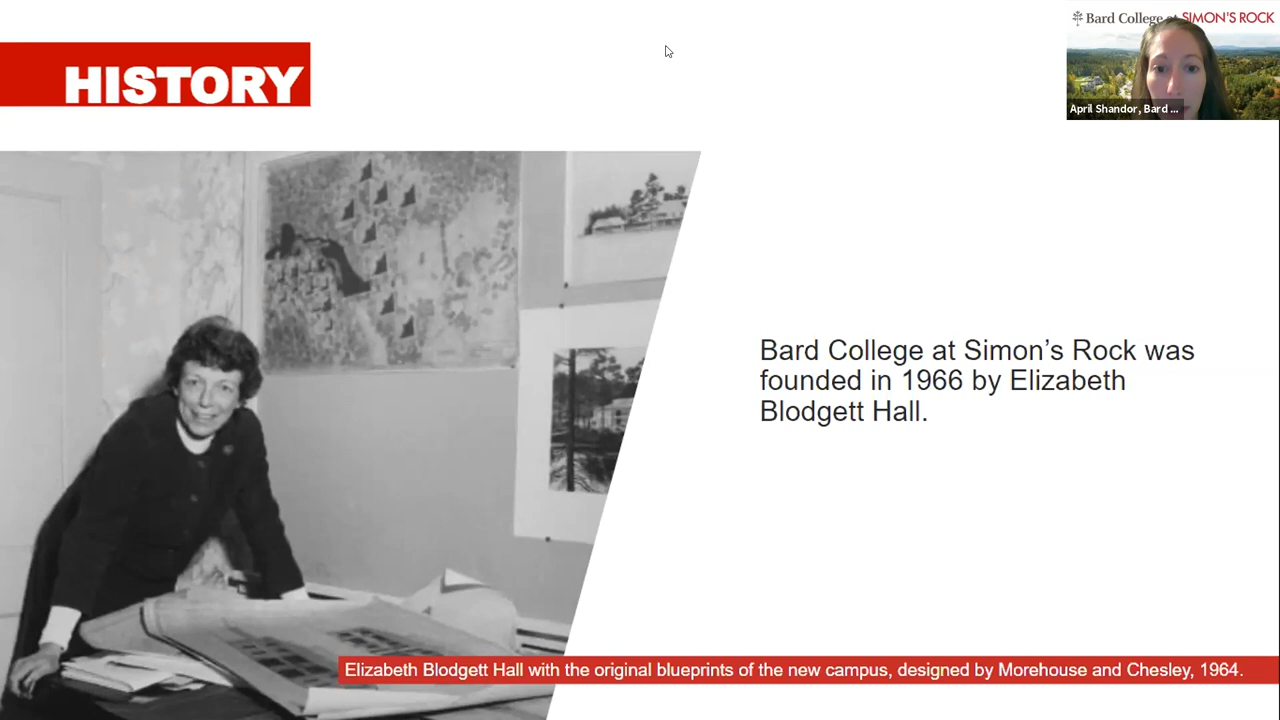 HISTORY
Bard College at SIMON'S ROCK
April Shandor, Bard ...
Bard College at Simon’s Rock was
founded in 1966 by Elizabeth
Blodgett Hall.
Elizabeth Blodgett Hall with the original blueprints of the new campus, designed by Morehouse and Chesley, 1964.